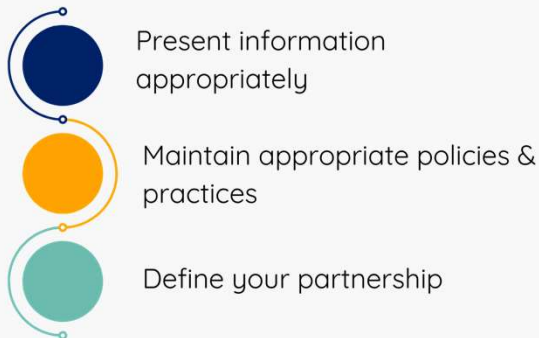 Present information
appropriately
Maintain appropriate policies &
practices
Define your partnership